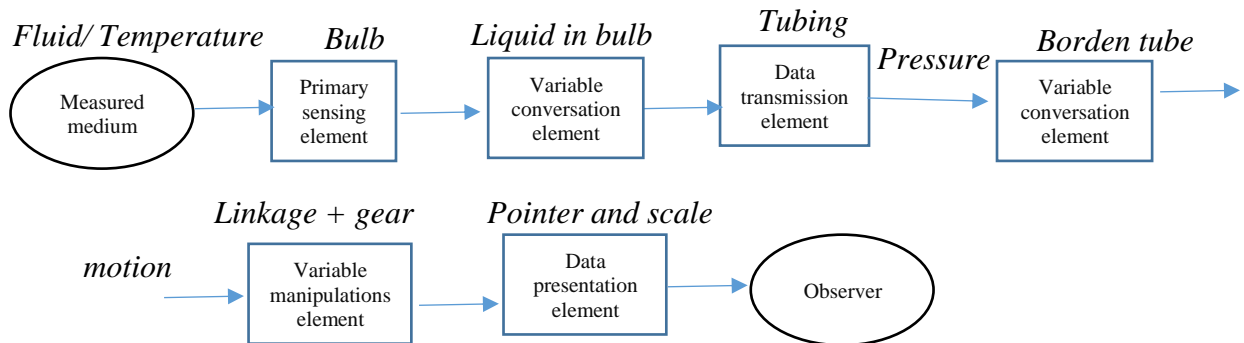 Fluid/ Temperature
Measured
medium
Bulb
Primary
sensing
element
Liquid in bulb
Variable
conversation
element
Tubing
Data
transmission
element
Pressure
Borden tube
Variable
conversation
element
motion
Linkage + gear
Variable
manipulations
element
Pointer and scale
Data
presentation
element
Observer